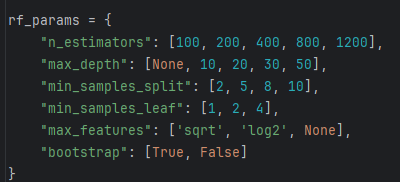 rf_params = {
    "n_estimators": [100, 200, 400, 800, 1200],
    "max_depth": [None, 10, 20, 30, 50],
    "min_samples_split": [2, 5, 8, 10],
    "min_samples_leaf": [1, 2, 4],
    "max_features": ['sqrt', 'log2', None],
    "bootstrap": [True, False]
}